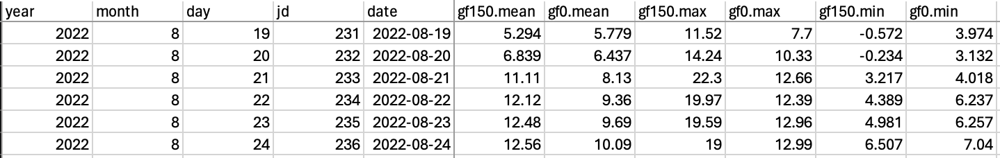 year month day jd date gf150.mean gf0.mean gf150.max gf0.max gf150.min gf0.min
2022 8 19 231 2022-08-19 5.294 5.779 11.52 7.7 -0.572 3.974
2022 8 20 232 2022-08-20 6.839 6.437 14.24 10.33 -0.234 3.132
2022 8 21 233 2022-08-21 11.11 8.13 22.3 12.66 3.217 4.018
2022 8 22 234 2022-08-22 12.12 9.36 19.97 12.39 4.389 6.237
2022 8 23 235 2022-08-23 12.48 9.69 19.59 12.96 4.981 6.257
2022 8 24 236 2022-08-24 12.56 10.09 19 12.99 6.507 7.04